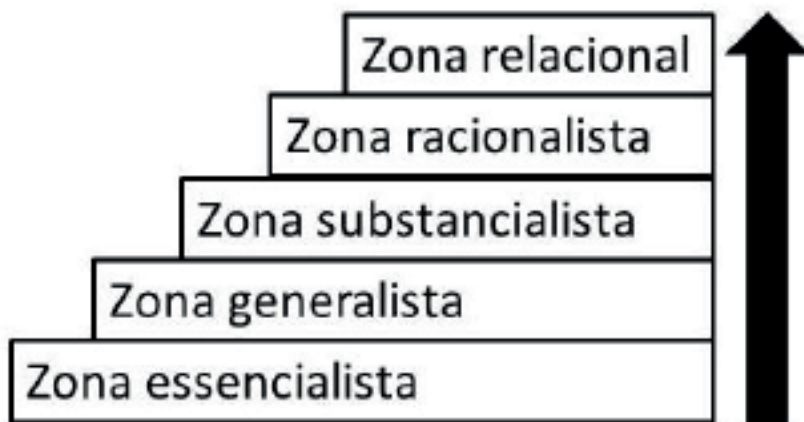 Zona relacional
Zona racionalista
Zona substancialista
Zona generalista
Zona essencialista